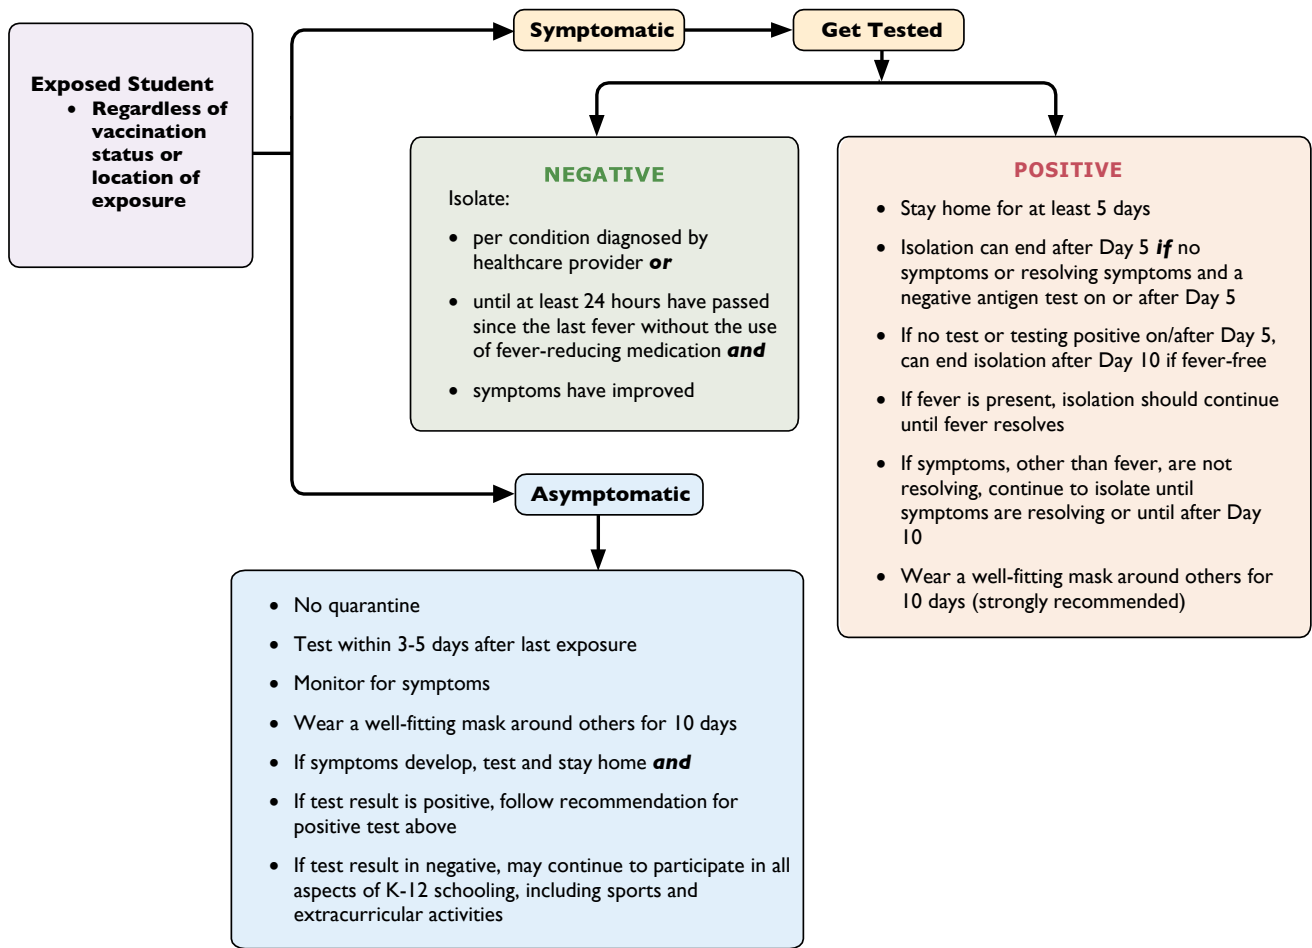 Exposed Student
• Regardless of
vaccination
status or
location of
exposure
Symptomatic
Get Tested
NEGATIVE
Isolate:
• per condition diagnosed by
healthcare provider or
• until at least 24 hours have passed
since the last fever without the use
of fever-reducing medication and
• symptoms have improved
POSITIVE
• Stay home for at least 5 days
• Isolation can end after Day 5 if no
symptoms or resolving symptoms and a
negative antigen test on or after Day 5
• If no test or testing positive on/after Day 5,
can end isolation after Day 10 if fever-free
• If fever is present, isolation should continue
until fever resolves
• If symptoms, other than fever, are not
resolving, continue to isolate until
symptoms are resolving or until after Day
10
• Wear a well-fitting mask around others for
10 days (strongly recommended)
Asymptomatic
• No quarantine
• Test within 3-5 days after last exposure
• Monitor for symptoms
• Wear a well-fitting mask around others for 10 days
• If symptoms develop, test and stay home and
• If test result is positive, follow recommendation for
positive test above
• If test result in negative, may continue to participate in all
aspects of K-12 schooling, including sports and
extracurricular activities